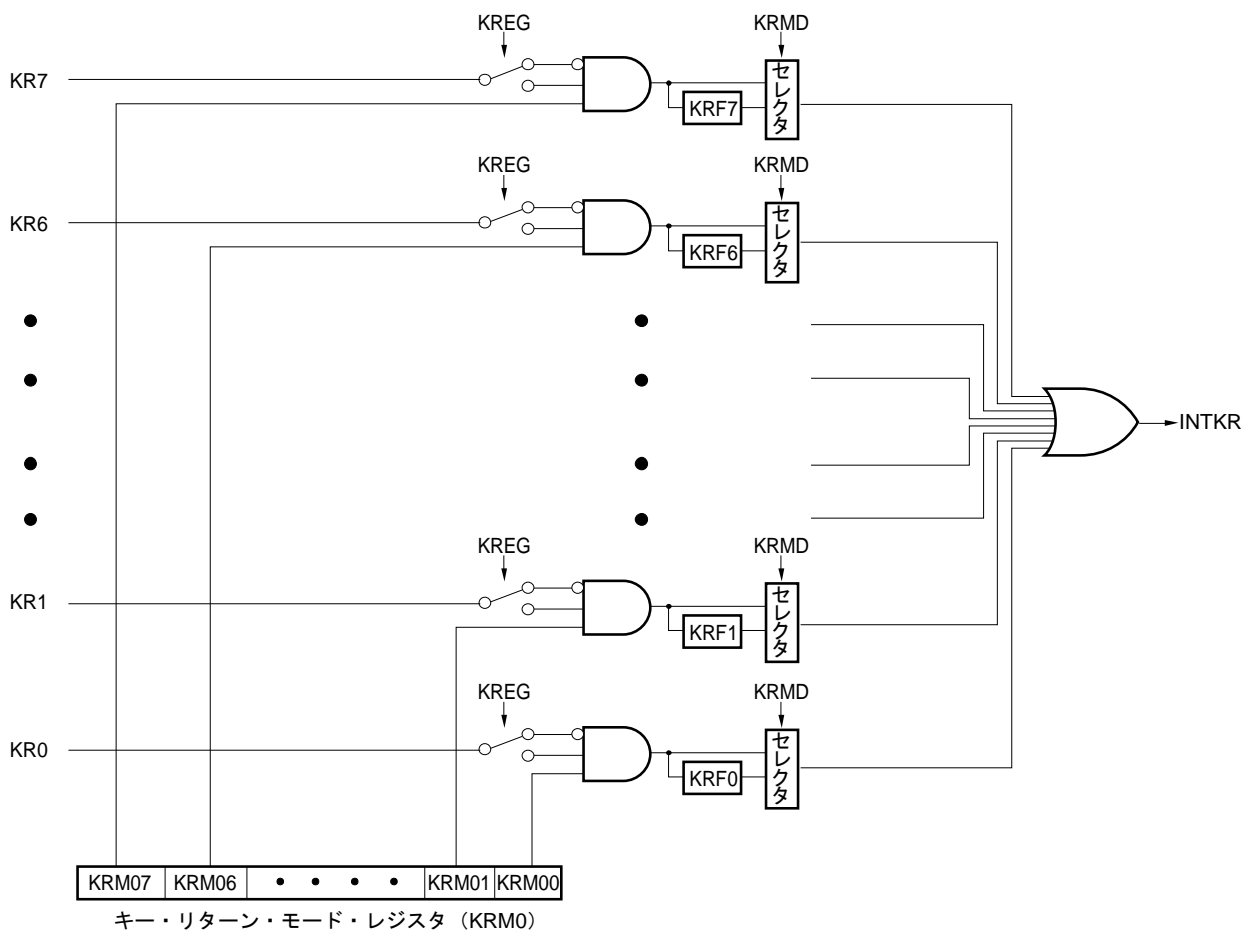 KREG
KRMD
KR7
セレクタ
KRF7
KREG
KRMD
KR6
セレクタ
KRF6
INTKR
KREG
KRMD
KR1
セレクタ
KRF1
KREG
KRMD
KR0
セレクタ
KRF0
KRM07 KRM06 KRM01 KRM00
キー・リターン・モード・レジスタ（KRM0）